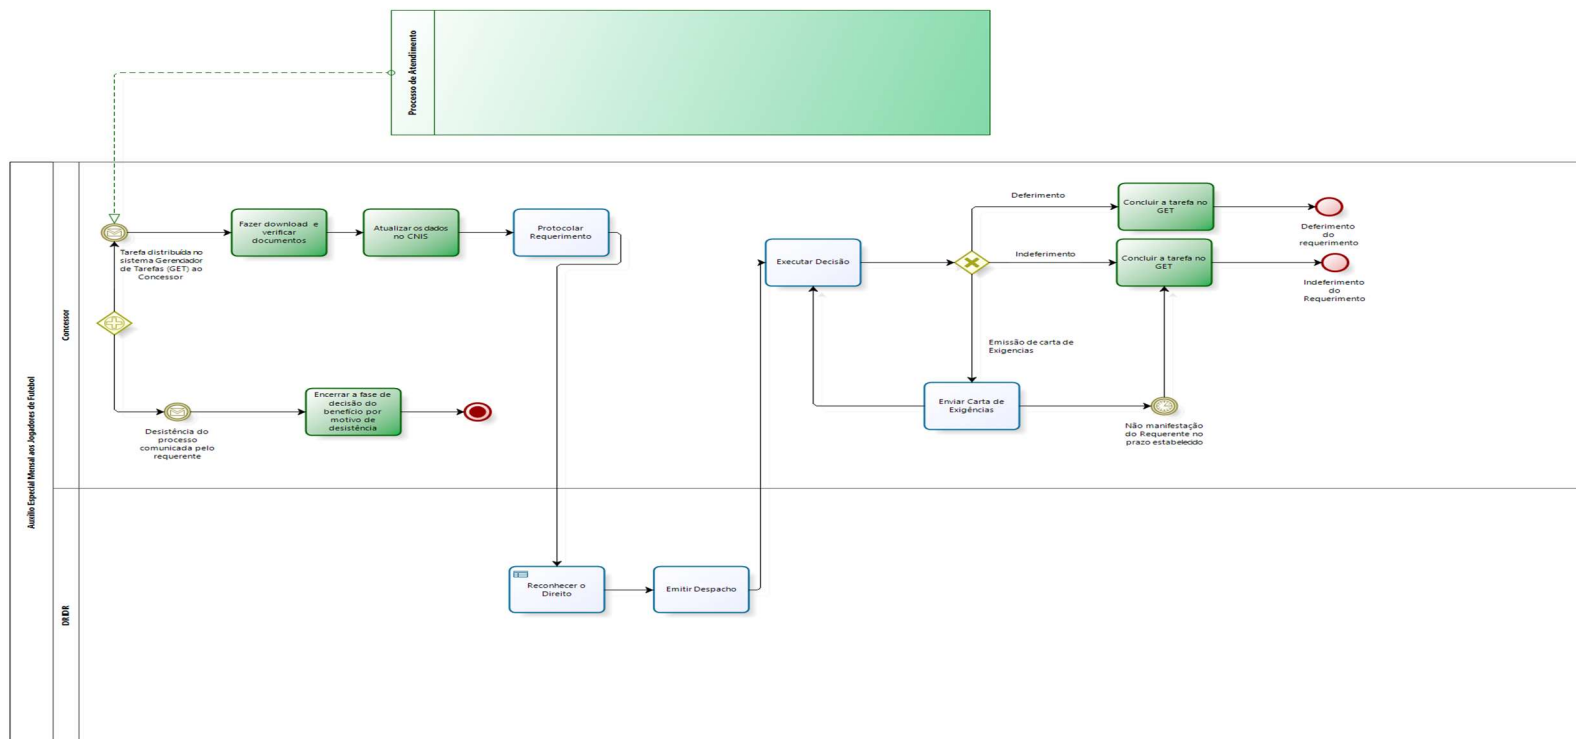 Processo de Atendimento
Auxílio Especial Mensal aos Jogadores de Futebol
Concessor
Tarefa distribuída no
sistema Gerenciador
de Tarefas (GET) ao
Concessor
Fazer download e
verificar
documentos
Atualizar os dados
no CNIS
Protocolar
Requerimento
Executar Decisão
Deferimento
Concluir a tarefa no
GET
Deferimento
do
requerimento
Indeferimento
Concluir a tarefa no
GET
Indeferimento
do
Requerimento
Emissão de carta de
Exigencias
Enviar Carta de
Exigências
Não manifestação
do Requerente no
prazo estabelecido
Desistência do
processo
comunicada pelo
requerente
Encerrar a fase de
decisão do
benefício por
motivo de
desistência
DRIDR
Reconhecer o
Direito
Emitir Despacho